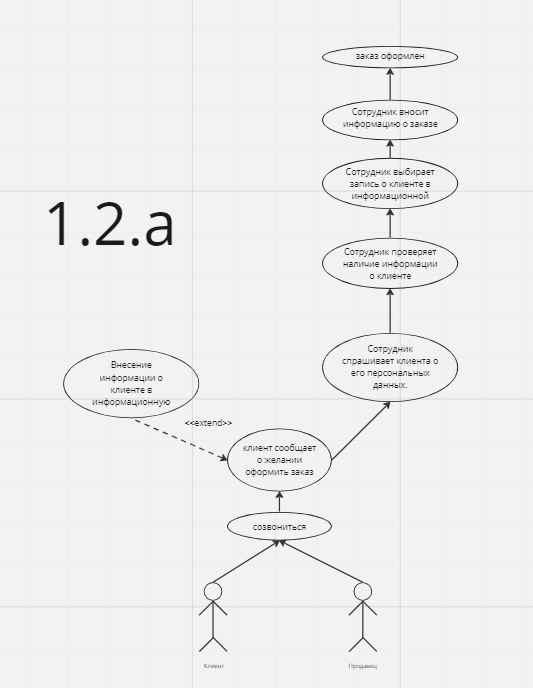 заказ оформлен
Сотрудник вносит
информацию о заказе
Сотрудник выбирает
запись о клиенте в
информационной
1.2.a
Сотрудник проверяет
наличие информации
о клиенте
Сотрудник
спрашивает клиента о
его персональных
данных.
Внесение
информации о
клиенте в
информационную
<<extend>>
клиент сообщает
о желании
оформить заказ
созвониться
Клиент
Продавец